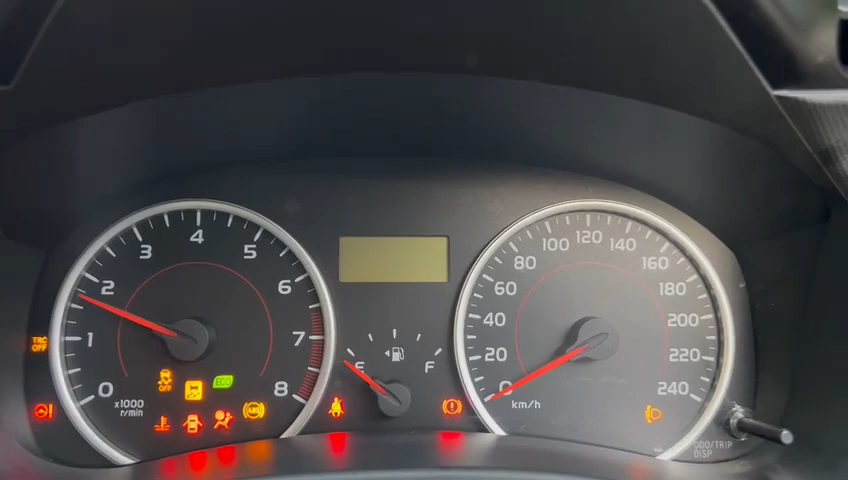 0
1
2
3
4
5
6
7
8
x1000
r/min
TRC
OFF
OFF
ECO
ABS
E
F
0
20
40
60
80
100
120
140
160
180
200
220
240
km/h
ODO/TRIP
DISP